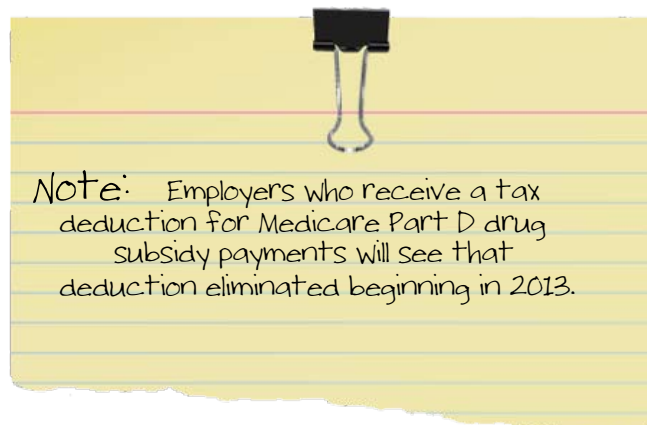 Note: Employers who receive a tax
deduction for Medicare Part D drug
subsidy payments will see that
deduction eliminated beginning in 2013.